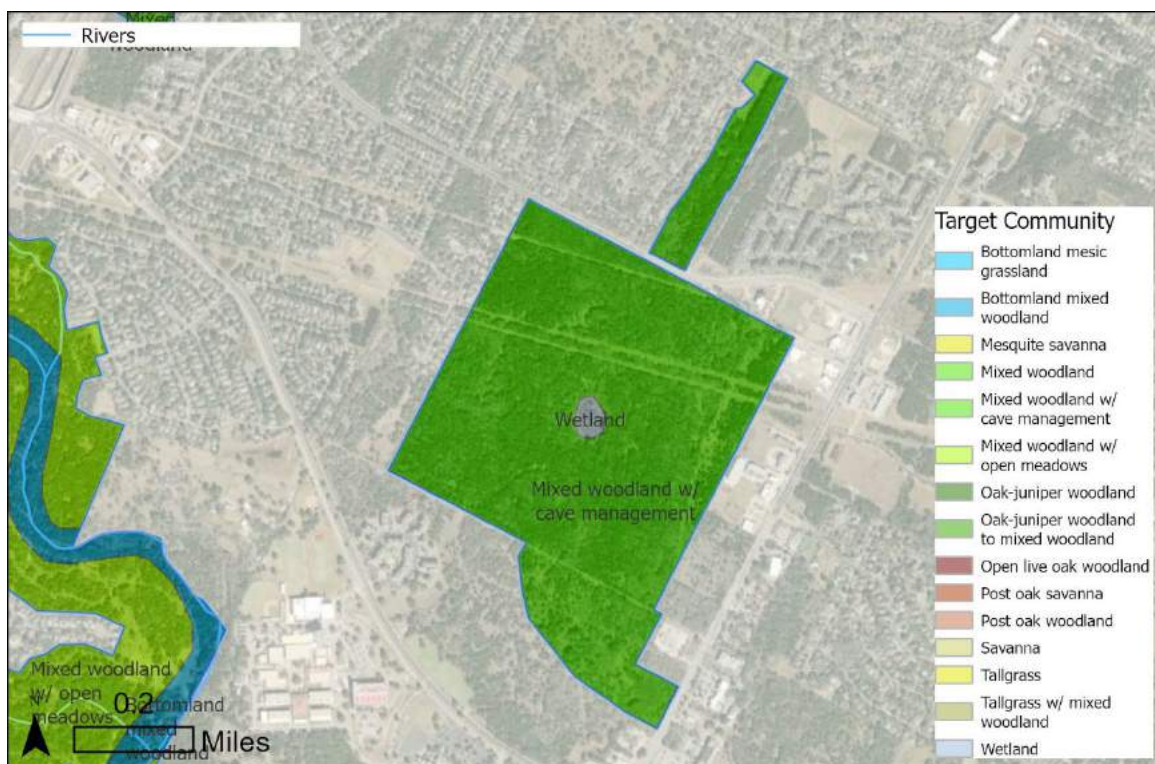 Mixed
Woodland
Rivers
Wetland
Mixed woodland w/
cave management
Mixed woodland
w/ open
meadows
Bottomland
mixed
woodland
N
0.2
Miles
Target Community
Bottomland mesic
grassland
Bottomland mixed
woodland
Mesquite savanna
Mixed woodland
Mixed woodland w/
cave management
Mixed woodland w/
open meadows
Oak-juniper woodland
Oak-juniper woodland
to mixed woodland
Open live oak woodland
Post oak savanna
Post oak woodland
Savanna
Tallgrass
Tallgrass w/ mixed
woodland
Wetland